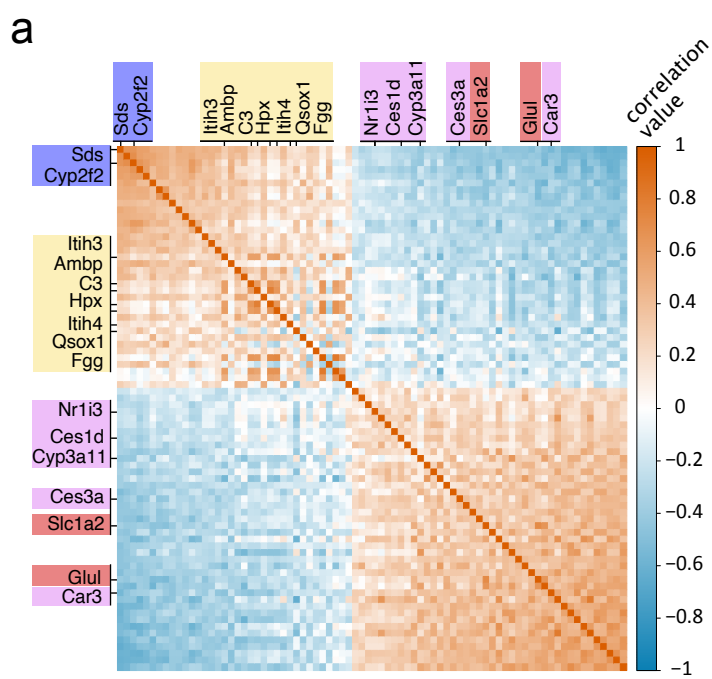 a
Sds
Cyp2f2
Itih3
Ambp
C3
Hpx
Itih4
Qsox1
Fgg
Nr1i3
Ces1d
Cyp3a11
Ces3a
Slc1a2
Glul
Car3
correlation
value
Sds
Cyp2f2
Itih3
Ambp
C3
Hpx
Itih4
Qsox1
Fgg
Nr1i3
Ces1d
Cyp3a11
Ces3a
Slc1a2
Glul
Car3
1
0.8
0.6
0.4
0.2
0
−0.2
−0.4
−0.6
−0.8
−1